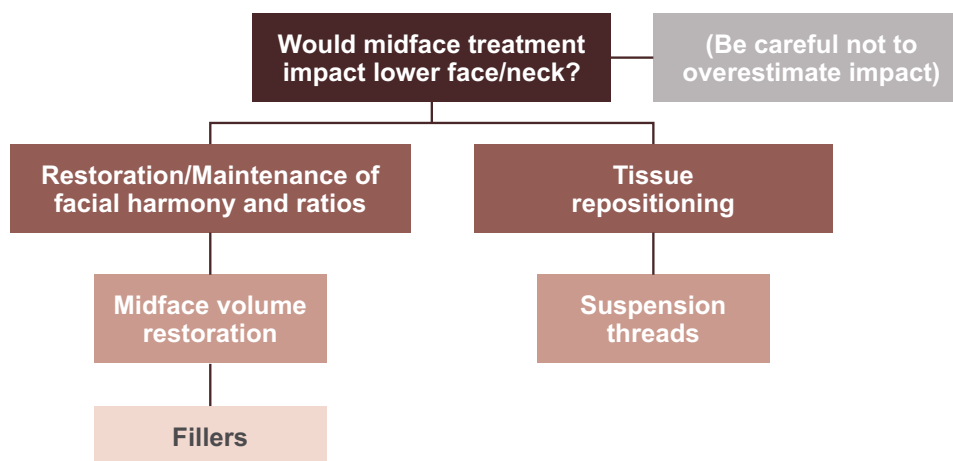 Would midface treatment
impact lower face/neck?
(Be careful not to
overestimate impact)
Restoration/Maintenance of
facial harmony and ratios
Tissue
repositioning
Midface volume
restoration
Suspension
threads
Fillers